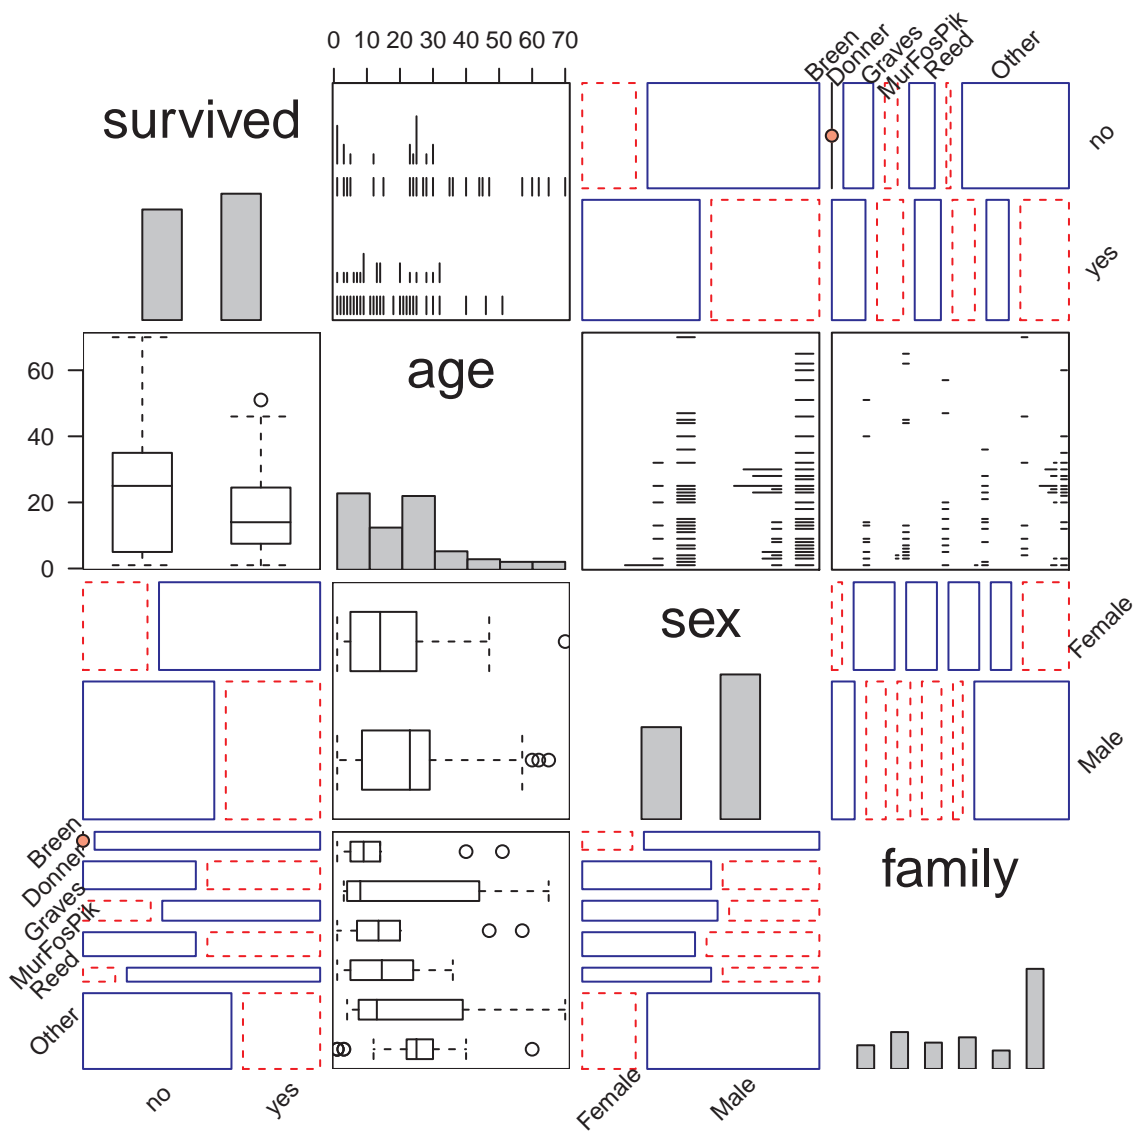 0 10 20 30 40 50 60 70
Breen
Donner
Graves
MurFosPik
Reed
Other
survived
no
yes
age
60
40
20
0
sex
Female
Male
family
Breen
Donner
Graves
MurFosPik
Reed
Other
no
yes
Female
Male